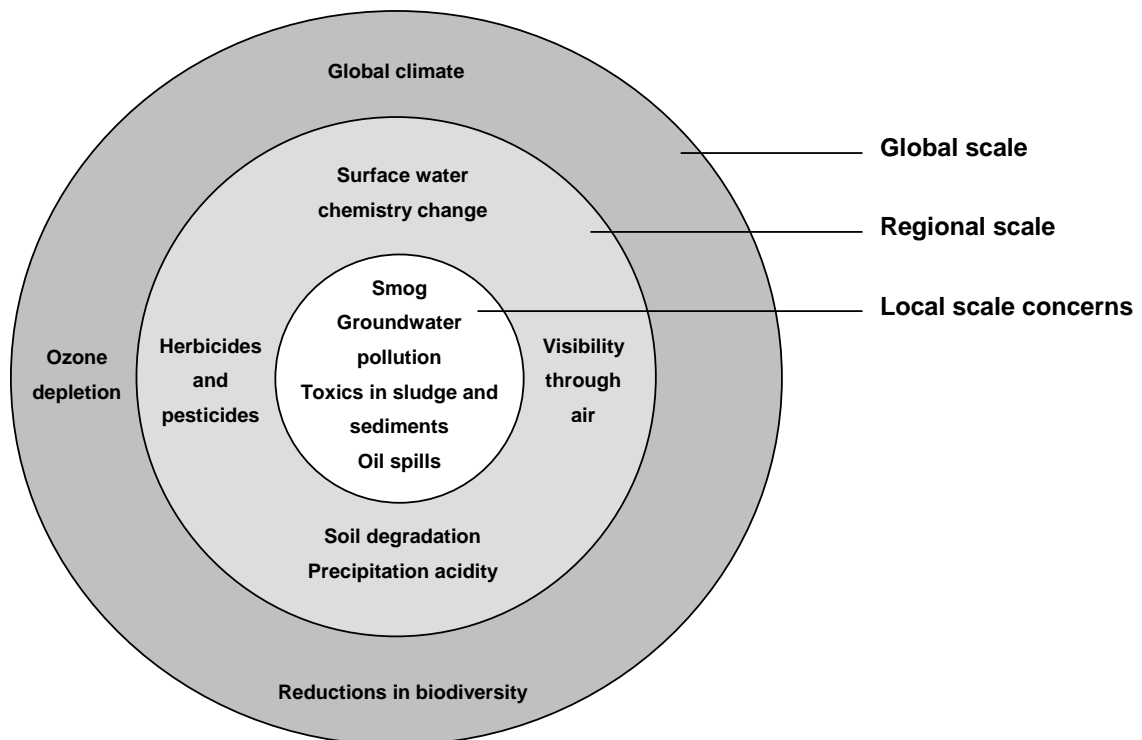 Global climate
Surface water
chemistry change
Smog
Groundwater
pollution
Toxics in sludge and
sediments
Oil spills
Herbicides
and
pesticides
Visibility
through
air
Ozone
depletion
Soil degradation
Precipitation acidity
Reductions in biodiversity
Global scale
Regional scale
Local scale concerns